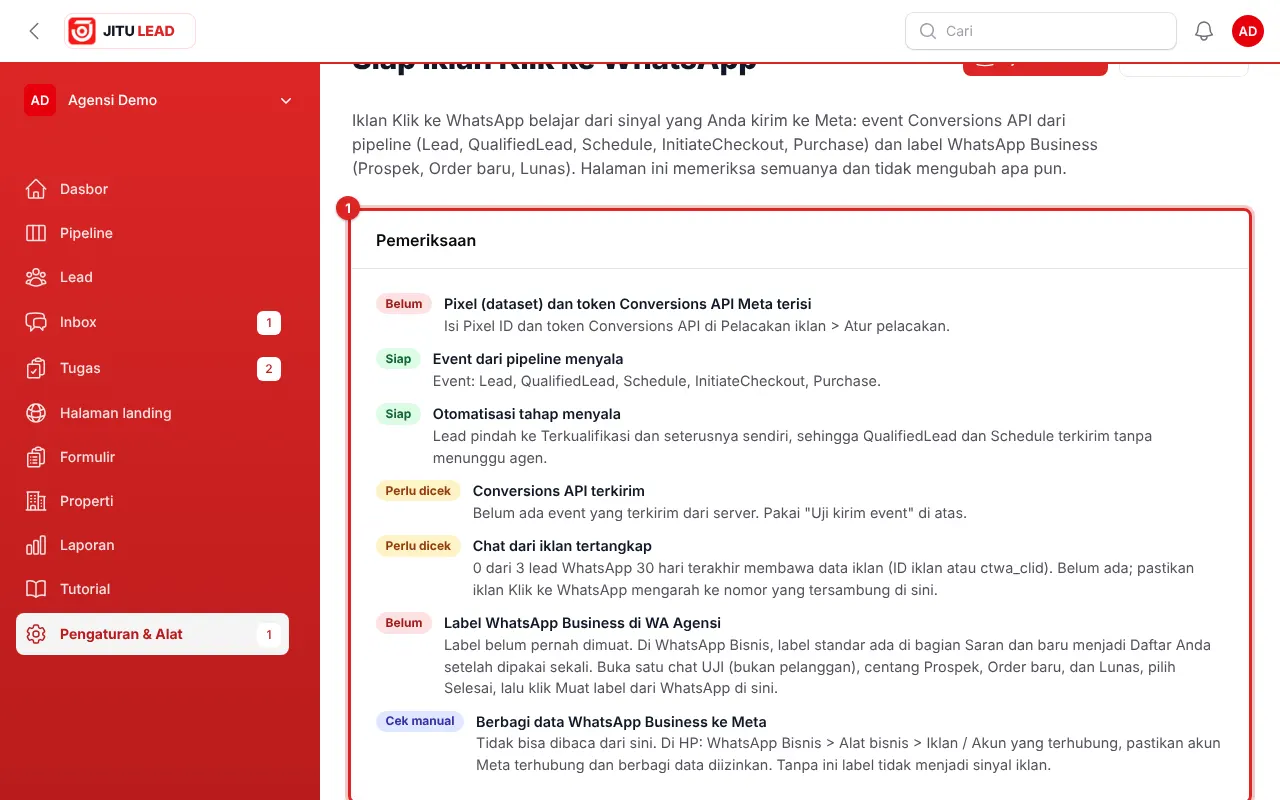 JITU LEAD
Cari
AD
AD
Agensi Demo
Dasbor
Pipeline
Lead
Inbox
1
Tugas
2
Halaman landing
Formulir
Properti
Laporan
Tutorial
Pengaturan & Alat
1
Siap Iklan Klik ke WhatsApp
Iklan Klik ke WhatsApp belajar dari sinyal yang Anda kirim ke Meta: event Conversions API dari
pipeline (Lead, QualifiedLead, Schedule, InitiateCheckout, Purchase) dan label WhatsApp Business
(Prospek, Order baru, Lunas). Halaman ini memeriksa semuanya dan tidak mengubah apa pun.
1
Pemeriksaan
Belum Pixel (dataset) dan token Conversions API Meta terisi
Isi Pixel ID dan token Conversions API di Pelacakan iklan > Atur pelacakan.
Siap Event dari pipeline menyala
Event: Lead, QualifiedLead, Schedule, InitiateCheckout, Purchase.
Siap Otomatisasi tahap menyala
Lead pindah ke Terkualifikasi dan seterusnya sendiri, sehingga QualifiedLead dan Schedule terkirim tanpa
menunggu agen.
Perlu dicek Conversions API terkirim
Belum ada event yang terkirim dari server. Pakai "Uji kirim event" di atas.
Perlu dicek Chat dari iklan tertangkap
0 dari 3 lead WhatsApp 30 hari terakhir membawa data iklan (ID iklan atau ctwa_clid). Belum ada; pastikan
iklan Klik ke WhatsApp mengarah ke nomor yang tersambung di sini.
Belum Label WhatsApp Business di WA Agensi
Label belum pernah dimuat. Di WhatsApp Bisnis, label standar ada di bagian Saran dan baru menjadi Daftar Anda
setelah dipakai sekali. Buka satu chat UJI (bukan pelanggan), centang Prospek, Order baru, dan Lunas, pilih
Selesai, lalu klik Muat label dari WhatsApp di sini.
Cek manual Berbagi data WhatsApp Business ke Meta
Tidak bisa dibaca dari sini. Di HP: WhatsApp Bisnis > Alat bisnis > Iklan / Akun yang terhubung, pastikan akun
Meta terhubung dan berbagi data diizinkan. Tanpa ini label tidak menjadi sinyal iklan.